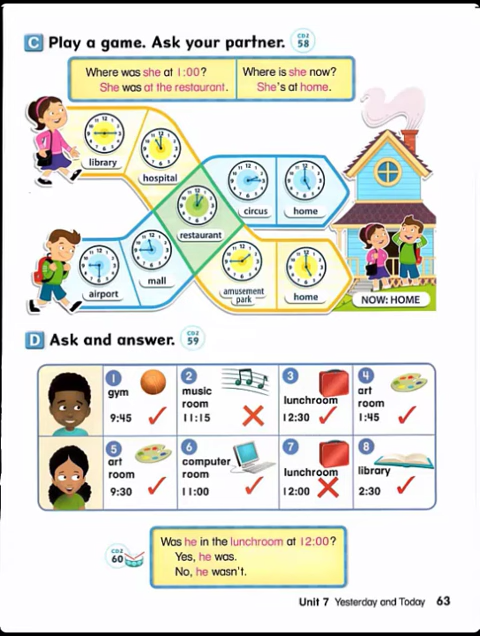 C Play a game. Ask your partner. CD2 58
Where was she at 1:00?
She was at the restaurant.
Where is she now?
She's at home.
library
hospital
circus
home
restaurant
airport
mall
amusement park
home
NOW: HOME
D Ask and answer. CD2 59
1 gym 9:45
2 music room 11:15
3 lunchroom 12:30
4 art room 1:45
5 art room 9:30
6 computer room 11:00
7 lunchroom 12:00
8 library 2:30
CD2 60
Was he in the lunchroom at 12:00?
Yes, he was.
No, he wasn't.
Unit 7 Yesterday and Today 63